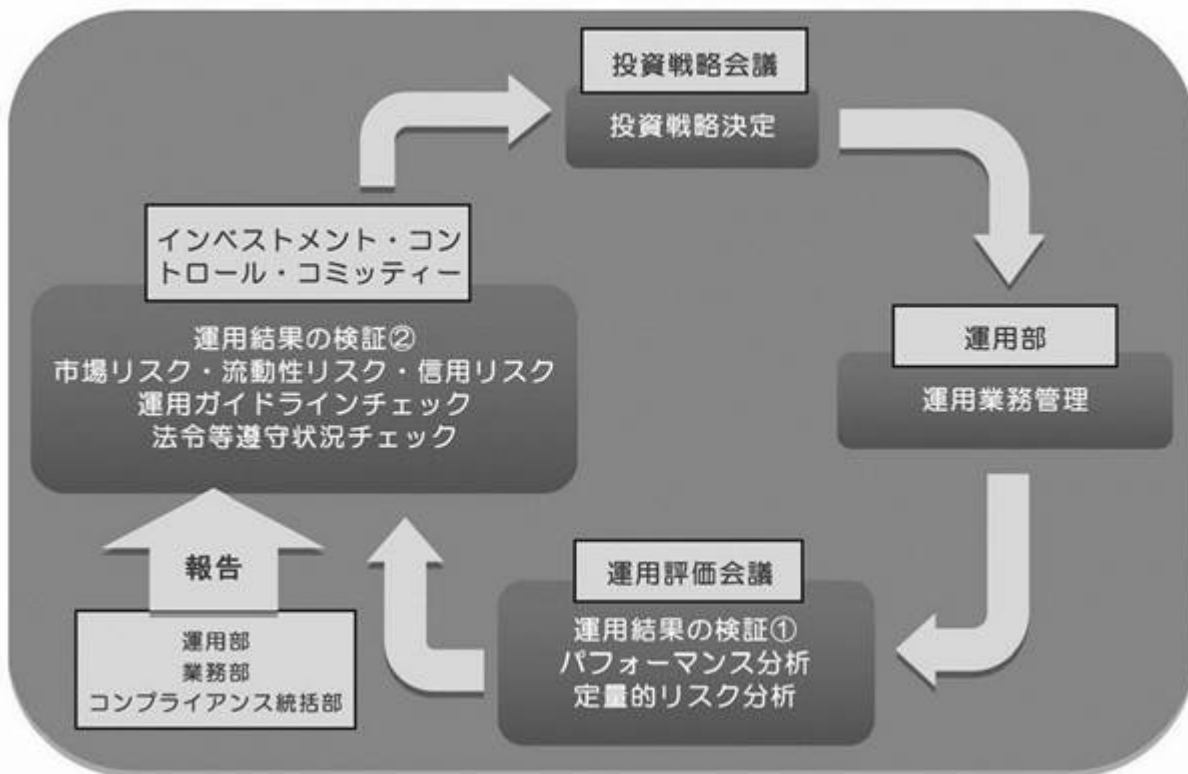 投資戦略会議
投資戦略決定
インベストメント・コン
トロール・コミッティー
運用結果の検証②
市場リスク・流動性リスク・信用リスク
運用ガイドラインチェック
法令等遵守状況チェック
運用部
運用業務管理
報告
運用部
業務部
コンプライアンス統括部
運用評価会議
運用結果の検証①
パフォーマンス分析
定量的リスク分析